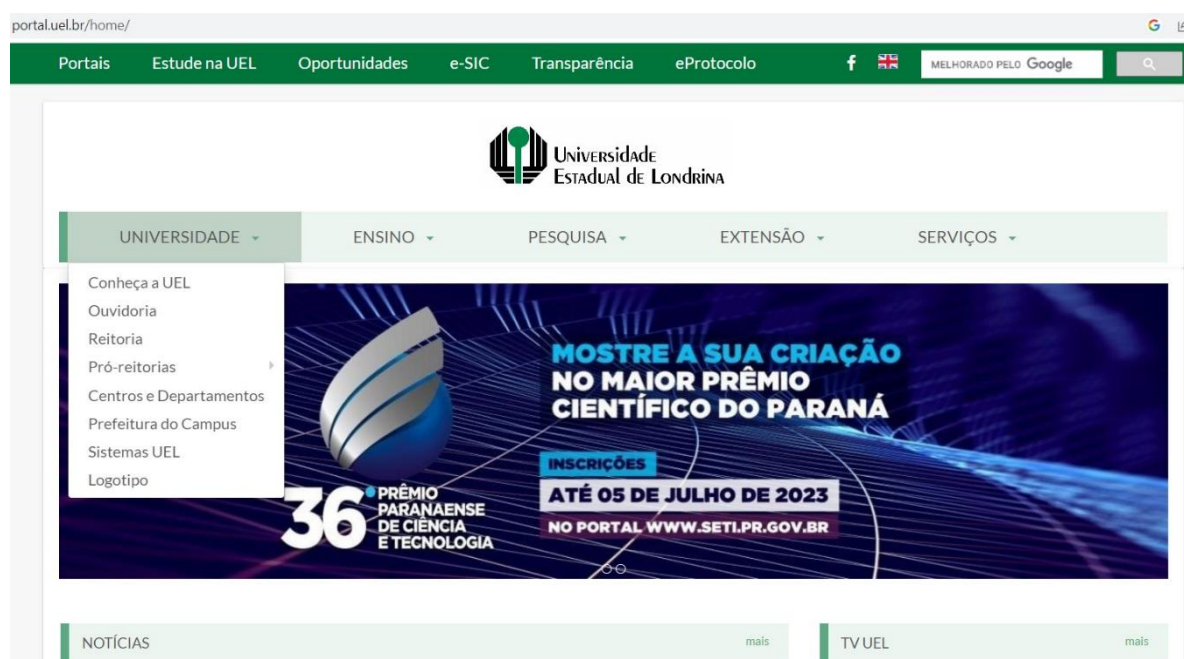 portal.uel.br/home/
Portais Estude na UEL Oportunidades e-SIC Transparência eProtocolo f MELHORADO PELO Google
Universidade
Estadual de Londrina
UNIVERSIDADE ENSINO PESQUISA EXTENSÃO SERVIÇOS
Conheça a UEL
Ouvidoria
Reitoria
Pró-reitorias
Centros e Departamentos
Prefeitura do Campus
Sistemas UEL
Logotipo
MOSTRE A SUA CRIAÇÃO
NO MAIOR PRÊMIO
CIENTÍFICO DO PARANÁ
INSCRIÇÕES
ATÉ 05 DE JULHO DE 2023
NO PORTAL WWW.SETI.PR.GOV.BR
36º PRÊMIO
PARANAENSE
DE CIÊNCIA
E TECNOLOGIA
NOTÍCIAS mais
TV UEL mais